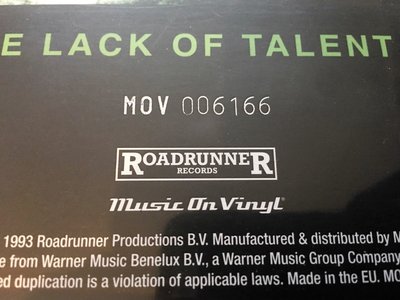 E LACK OF TALENT
MOV 006166
ROADRUNNER
RECORDS
Music On Vinyl
1993 Roadrunner Productions B.V. Manufactured & distributed by M
e from Warner Music Benelux B.V., a Warner Music Group Company
ed duplication is a violation of applicable laws. Made in the EU. MO